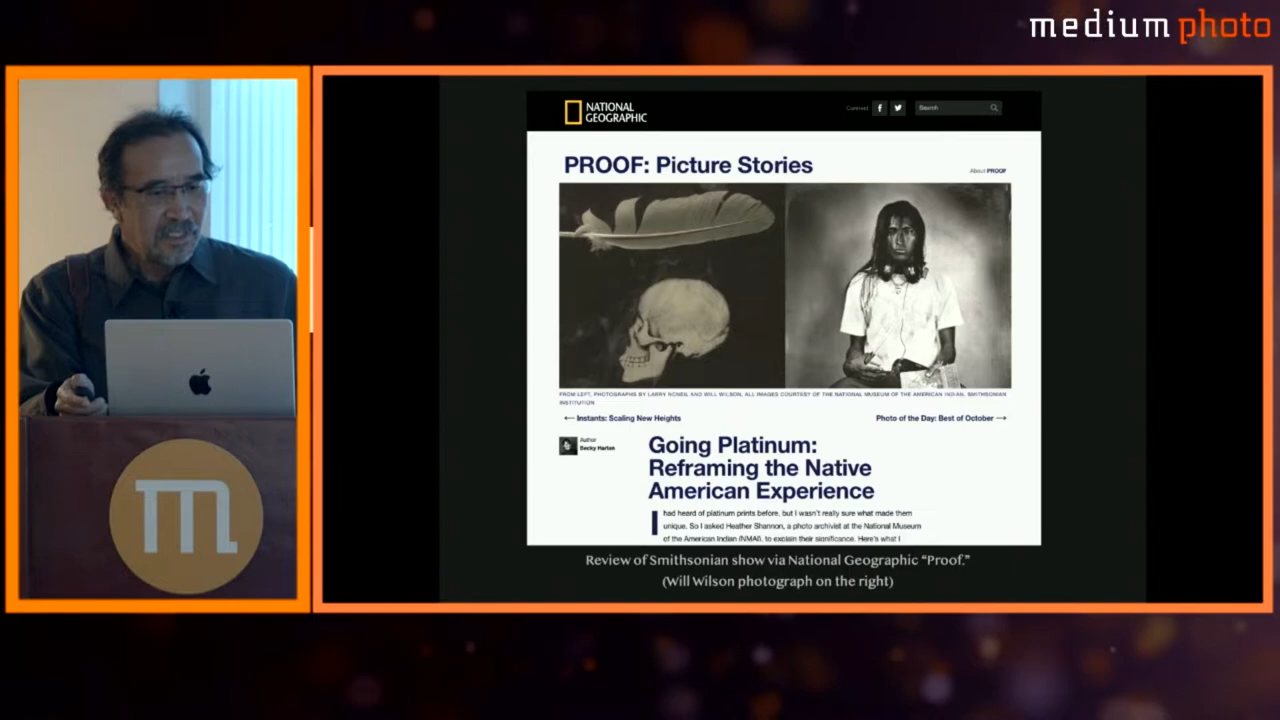 medium photo
NATIONAL
GEOGRAPHIC
Connect
Search
PROOF: Picture Stories
About PROOF
FROM LEFT, PHOTOGRAPHS BY LARRY MCNEIL AND WILL WILSON, ALL IMAGES COURTESY OF THE NATIONAL MUSEUM OF THE AMERICAN INDIAN, SMITHSONIAN
INSTITUTION
← Instants: Scaling New Heights
Photo of the Day: Best of October →
Author
Becky Harlan
Going Platinum:
Reframing the Native
American Experience
I had heard of platinum prints before, but I wasn't really sure what made them
unique. So I asked Heather Shannon, a photo archivist at the National Museum
of the American Indian (NMAI), to explain their significance. Here's what I
Review of Smithsonian show via National Geographic “Proof.”
(Will Wilson photograph on the right)
m